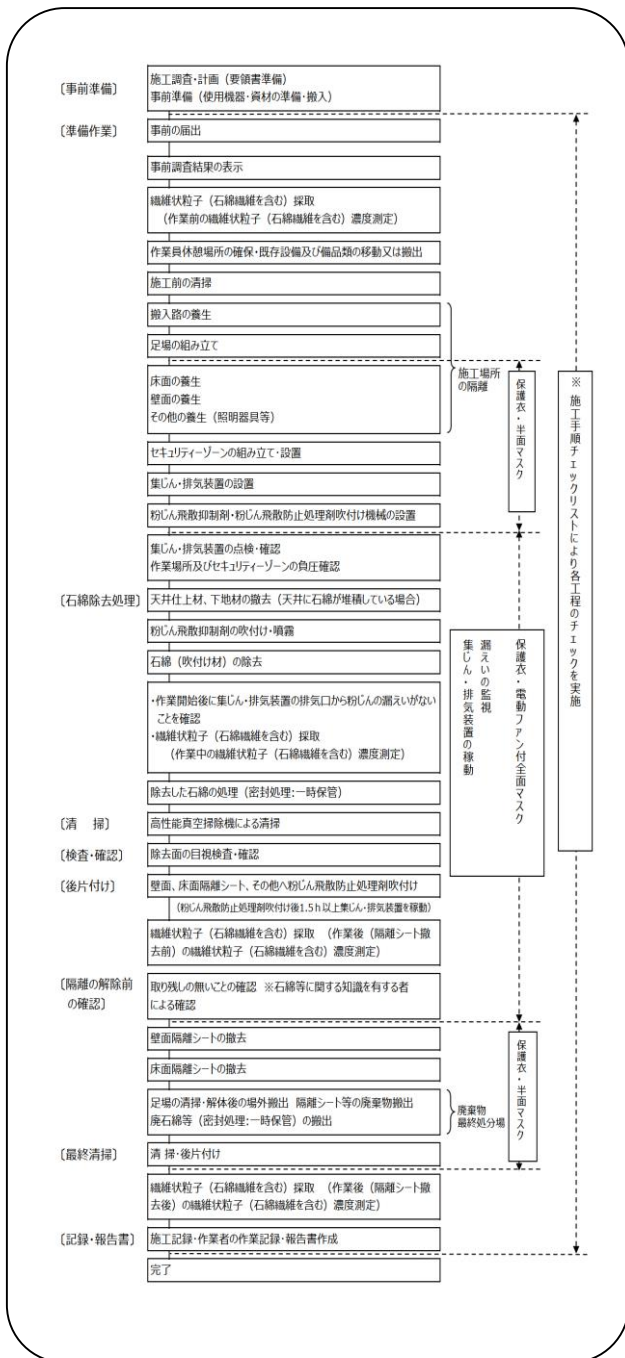 〔事前準備〕
施工調査・計画（要領書準備）
事前準備（使用機器・資材の準備・搬入）
〔準備作業〕
事前の届出
事前調査結果の表示
繊維状粒子（石綿繊維を含む）採取
（作業前の繊維状粒子（石綿繊維を含む）濃度測定）
作業員休憩場所の確保・既存設備及び備品類の移動又は搬出
施工前の清掃
搬入路の養生
足場の組み立て
床面の養生
壁面の養生
その他の養生（照明器具等）
施工場所
の隔離
セキュリティーゾーンの組み立て・設置
集じん・排気装置の設置
粉じん飛散抑制剤・粉じん飛散防止処理剤吹付け機械の設置
保護衣・半面マスク
集じん・排気装置の点検・確認
作業場所及びセキュリティーゾーンの負圧確認
〔石綿除去処理〕
天井仕上材、下地材の撤去（天井に石綿が堆積している場合）
粉じん飛散抑制剤の吹付け・噴霧
石綿（吹付け材）の除去
・作業開始後に集じん・排気装置の排気口から粉じんの漏えいがない
ことを確認
・繊維状粒子（石綿繊維を含む）採取
（作業中の繊維状粒子（石綿繊維を含む）濃度測定）
除去した石綿の処理（密封処理:一時保管）
〔清　掃〕
高性能真空掃除機による清掃
〔検査・確認〕
除去面の目視検査・確認
〔後片付け〕
壁面、床面隔離シート、その他へ粉じん飛散防止処理剤吹付け
（粉じん飛散防止処理剤吹付け後1.5ｈ以上集じん・排気装置を稼動）
繊維状粒子（石綿繊維を含む）採取　（作業後（隔離シート撤
去前）の繊維状粒子（石綿繊維を含む）濃度測定）
保護衣・電動ファン付全面マスク
漏えいの監視
集じん・排気装置の稼動
※ 施工手順チェックリストにより各工程のチェックを実施
〔隔離の解除前
の確認〕
取り残しの無いことの確認　※石綿等に関する知識を有する者
による確認
壁面隔離シートの撤去
床面隔離シートの撤去
足場の清掃・解体後の場外搬出　隔離シート等の廃棄物搬出
廃石綿等（密封処理:一時保管）の搬出
廃棄物
最終処分場
保護衣・半面マスク
〔最終清掃〕
清 掃・後片付け
繊維状粒子（石綿繊維を含む）採取　（作業後（隔離シート撤
去後）の繊維状粒子（石綿繊維を含む）濃度測定）
〔記録・報告書〕
施工記録・作業者の作業記録・報告書作成
完了